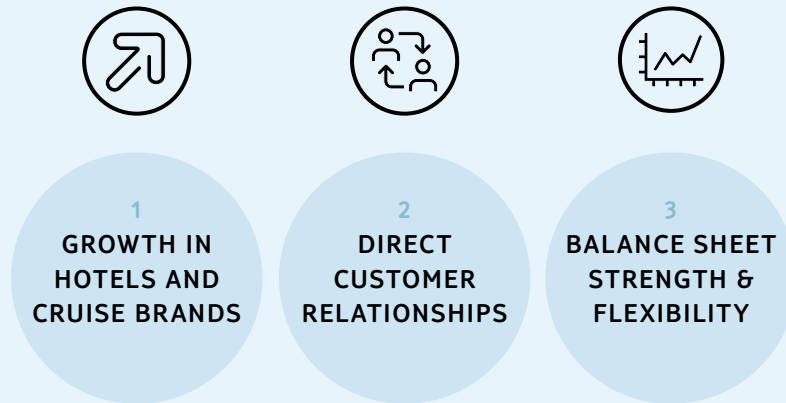 1
GROWTH IN
HOTELS AND
CRUISE BRANDS
2
DIRECT
CUSTOMER
RELATIONSHIPS
3
BALANCE SHEET
STRENGTH &
FLEXIBILITY